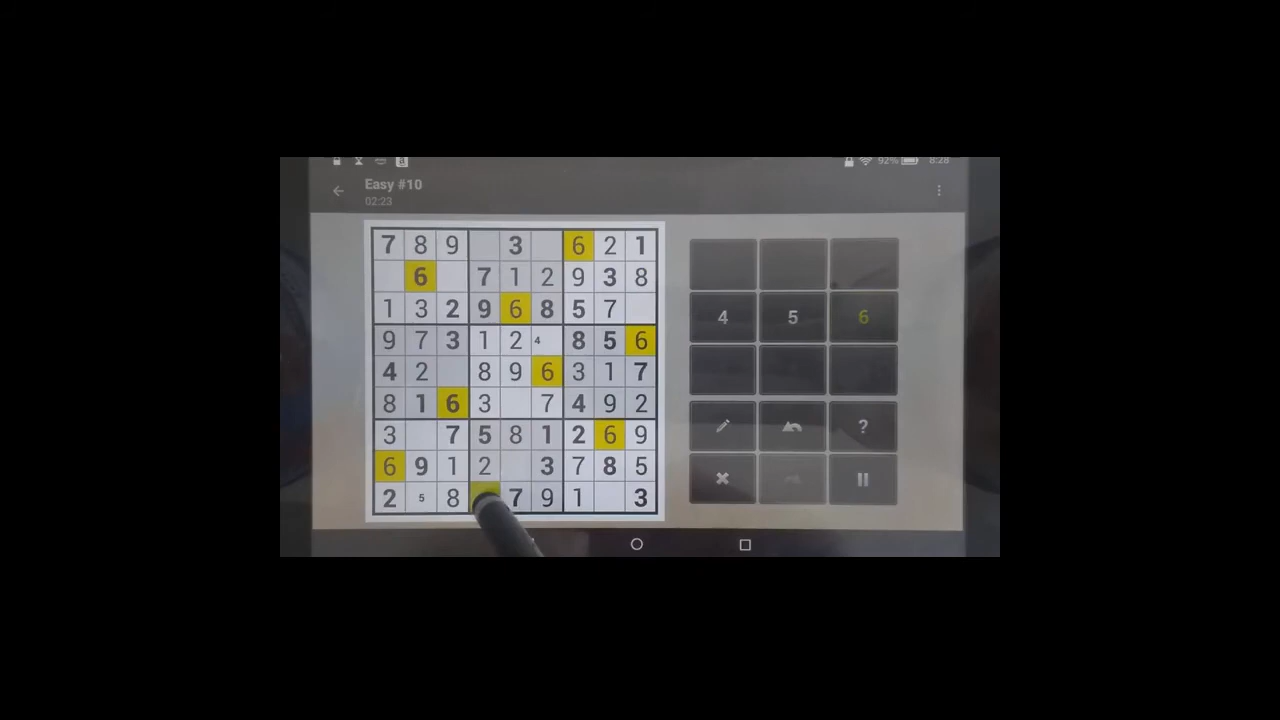 a 92% 8:28
Easy #10
02:23
7 8 9 3 6 2 1
6 7 1 2 9 3 8
1 3 2 9 6 8 5 7
9 7 3 1 2 4 8 5 6
4 2 8 9 6 3 1 7
8 1 6 3 7 4 9 2
3 7 5 8 1 2 6 9
6 9 1 2 3 7 8 5
2 5 8 7 9 1 3
4 5 6
?